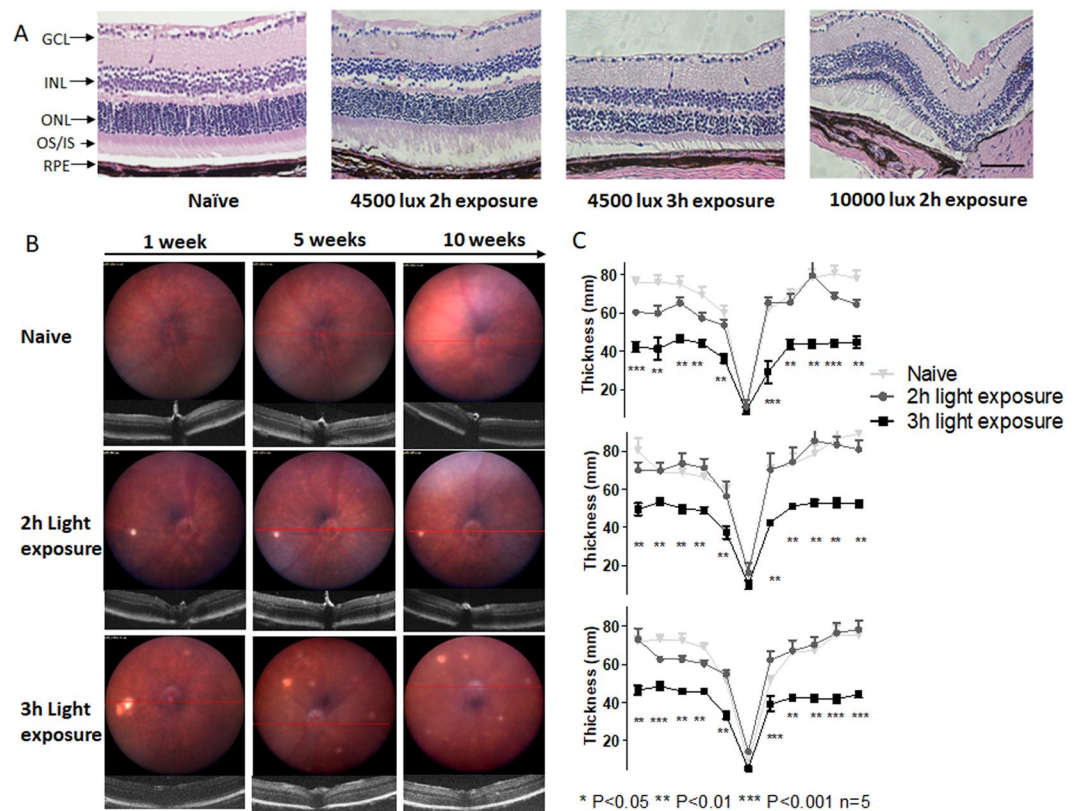 A
GCL
INL
ONL
OS/IS
RPE
Naïve
4500 lux 2h exposure
4500 lux 3h exposure
10000 lux 2h exposure
B
1 week
5 weeks
10 weeks
Naive
2h Light
exposure
3h Light
exposure
C
Thickness (mm)
80
60
40
20
*** ** ** ** ** *** ** ** *** **
Naive
2h light exposure
3h light exposure
Thickness (mm)
80
60
40
20
** ** ** ** ** ** ** ** ** **
Thickness (mm)
80
60
40
20
** *** ** ** ** *** ** ** *** ***
* P<0.05 ** P<0.01 *** P<0.001 n=5